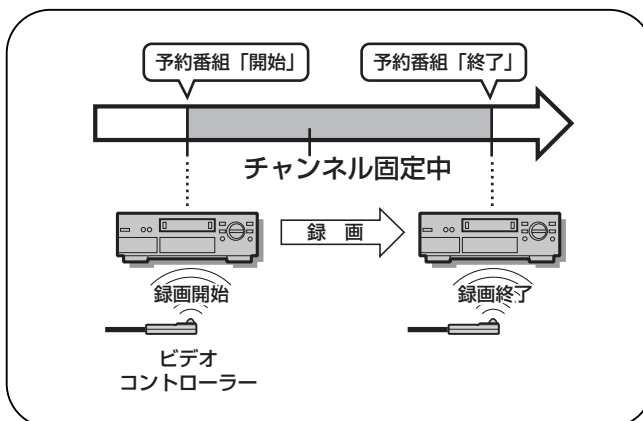 予約番組「開始」
予約番組「終了」
チャンネル固定中
録 画
録画開始
録画終了
ビデオ
コントローラー